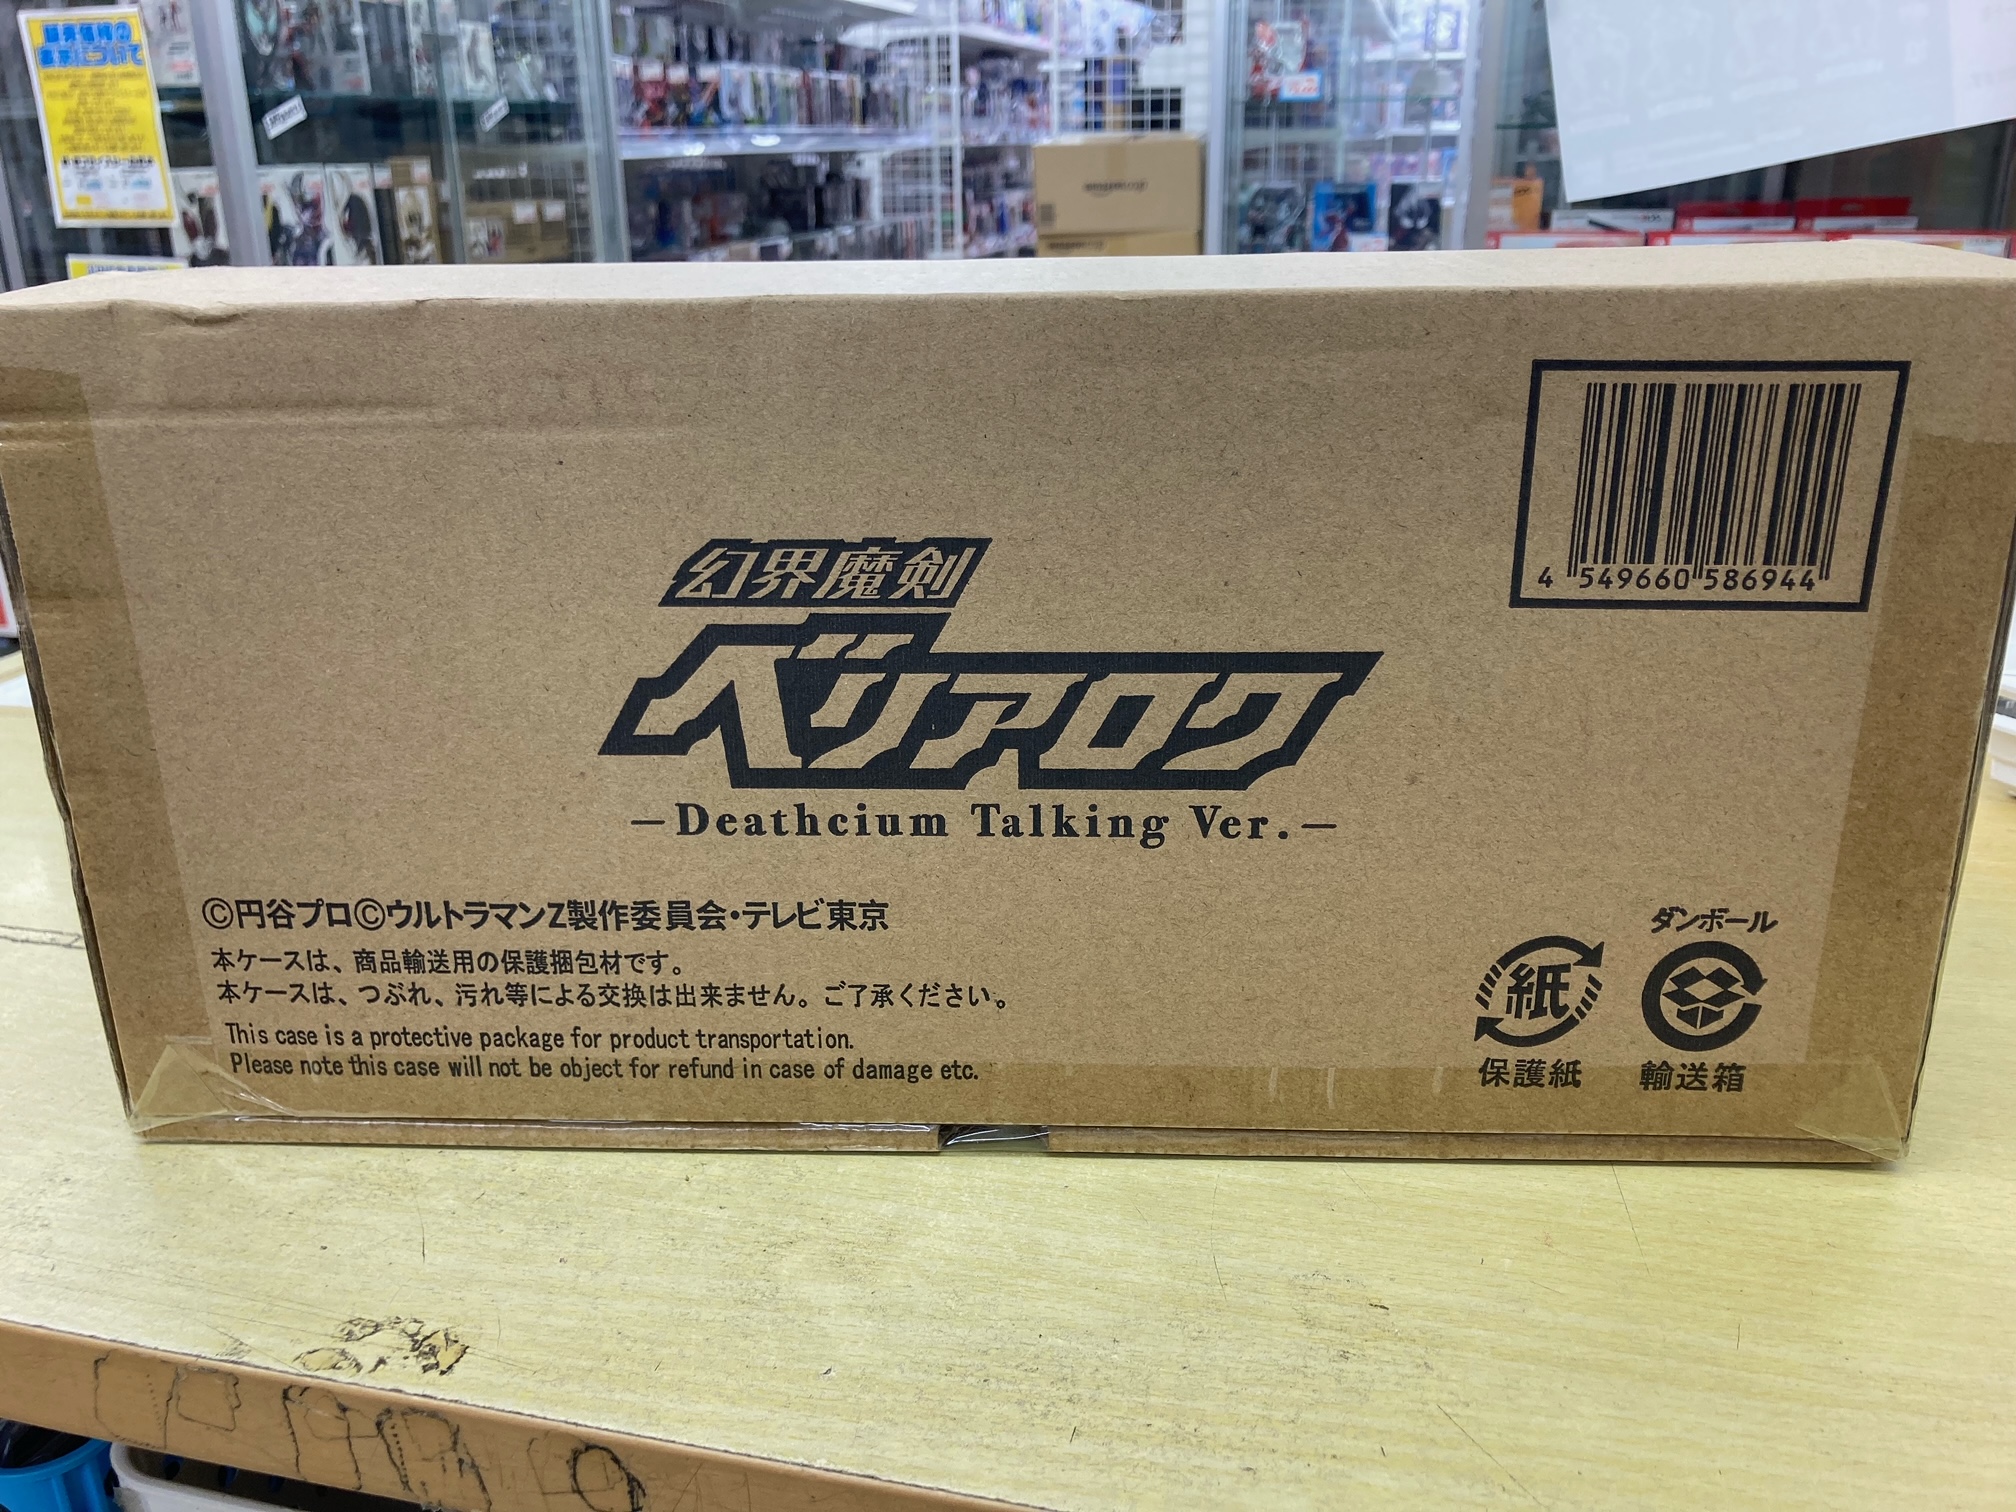 幻界魔剣
ベリアロク
—Deathcium Talking Ver.—
4 549660 586944
Ⓒ円谷プロⒸウルトラマンZ製作委員会・テレビ東京
本ケースは、商品輸送用の保護梱包材です。
本ケースは、つぶれ、汚れ等による交換は出来ません。ご了承ください。
This case is a protective package for product transportation.
Please note this case will not be object for refund in case of damage etc.
紙
保護紙
ダンボール
輸送箱